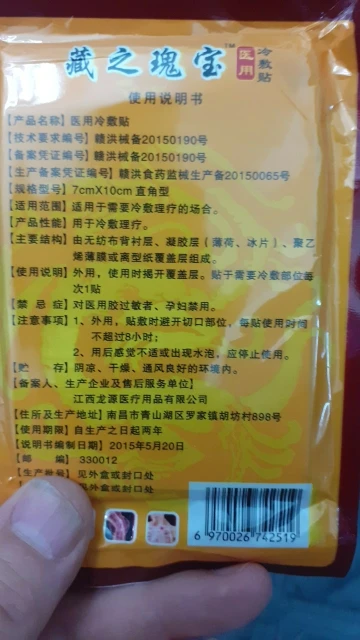 藏之瑰宝™ 医用 冷敷贴
使用说明书
【产品名称】医用冷敷贴
【技术要求编号】赣洪械备20150190号
【备案凭证编号】赣洪械备20150190号
【生产备案凭证编号】赣洪食药监械生产备20150065号
【规格型号】7cmX10cm 直角型
【适用范围】适用于需要冷敷理疗的场合。
【产品性能】用于冷敷理疗。
【主要结构】由无纺布背衬层、凝胶层（薄荷、冰片）、聚乙
烯薄膜或离型纸覆盖层组成。
【使用说明】外用，使用时揭开覆盖层。贴于需要冷敷部位每
次1贴
【禁 忌 症】对医用胶过敏者、孕妇禁用。
【注意事项】1、外用，贴敷时避开切口部位，每贴使用时间
不超过8小时；
2、用后感觉不适或出现水泡，应停止使用。
【贮 存】阴凉、干燥、通风良好的环境内。
【备案人、生产企业及售后服务单位】
江西龙源医疗用品有限公司
【住所及生产地址】南昌市青山湖区罗家镇胡坊村898号
【使用期限】自生产之日起两年
【说明书编制日期】2015年5月20日
【邮 编】330012
【生产批号】见外盒或封口处
见外盒或封口处
6 970026 742519